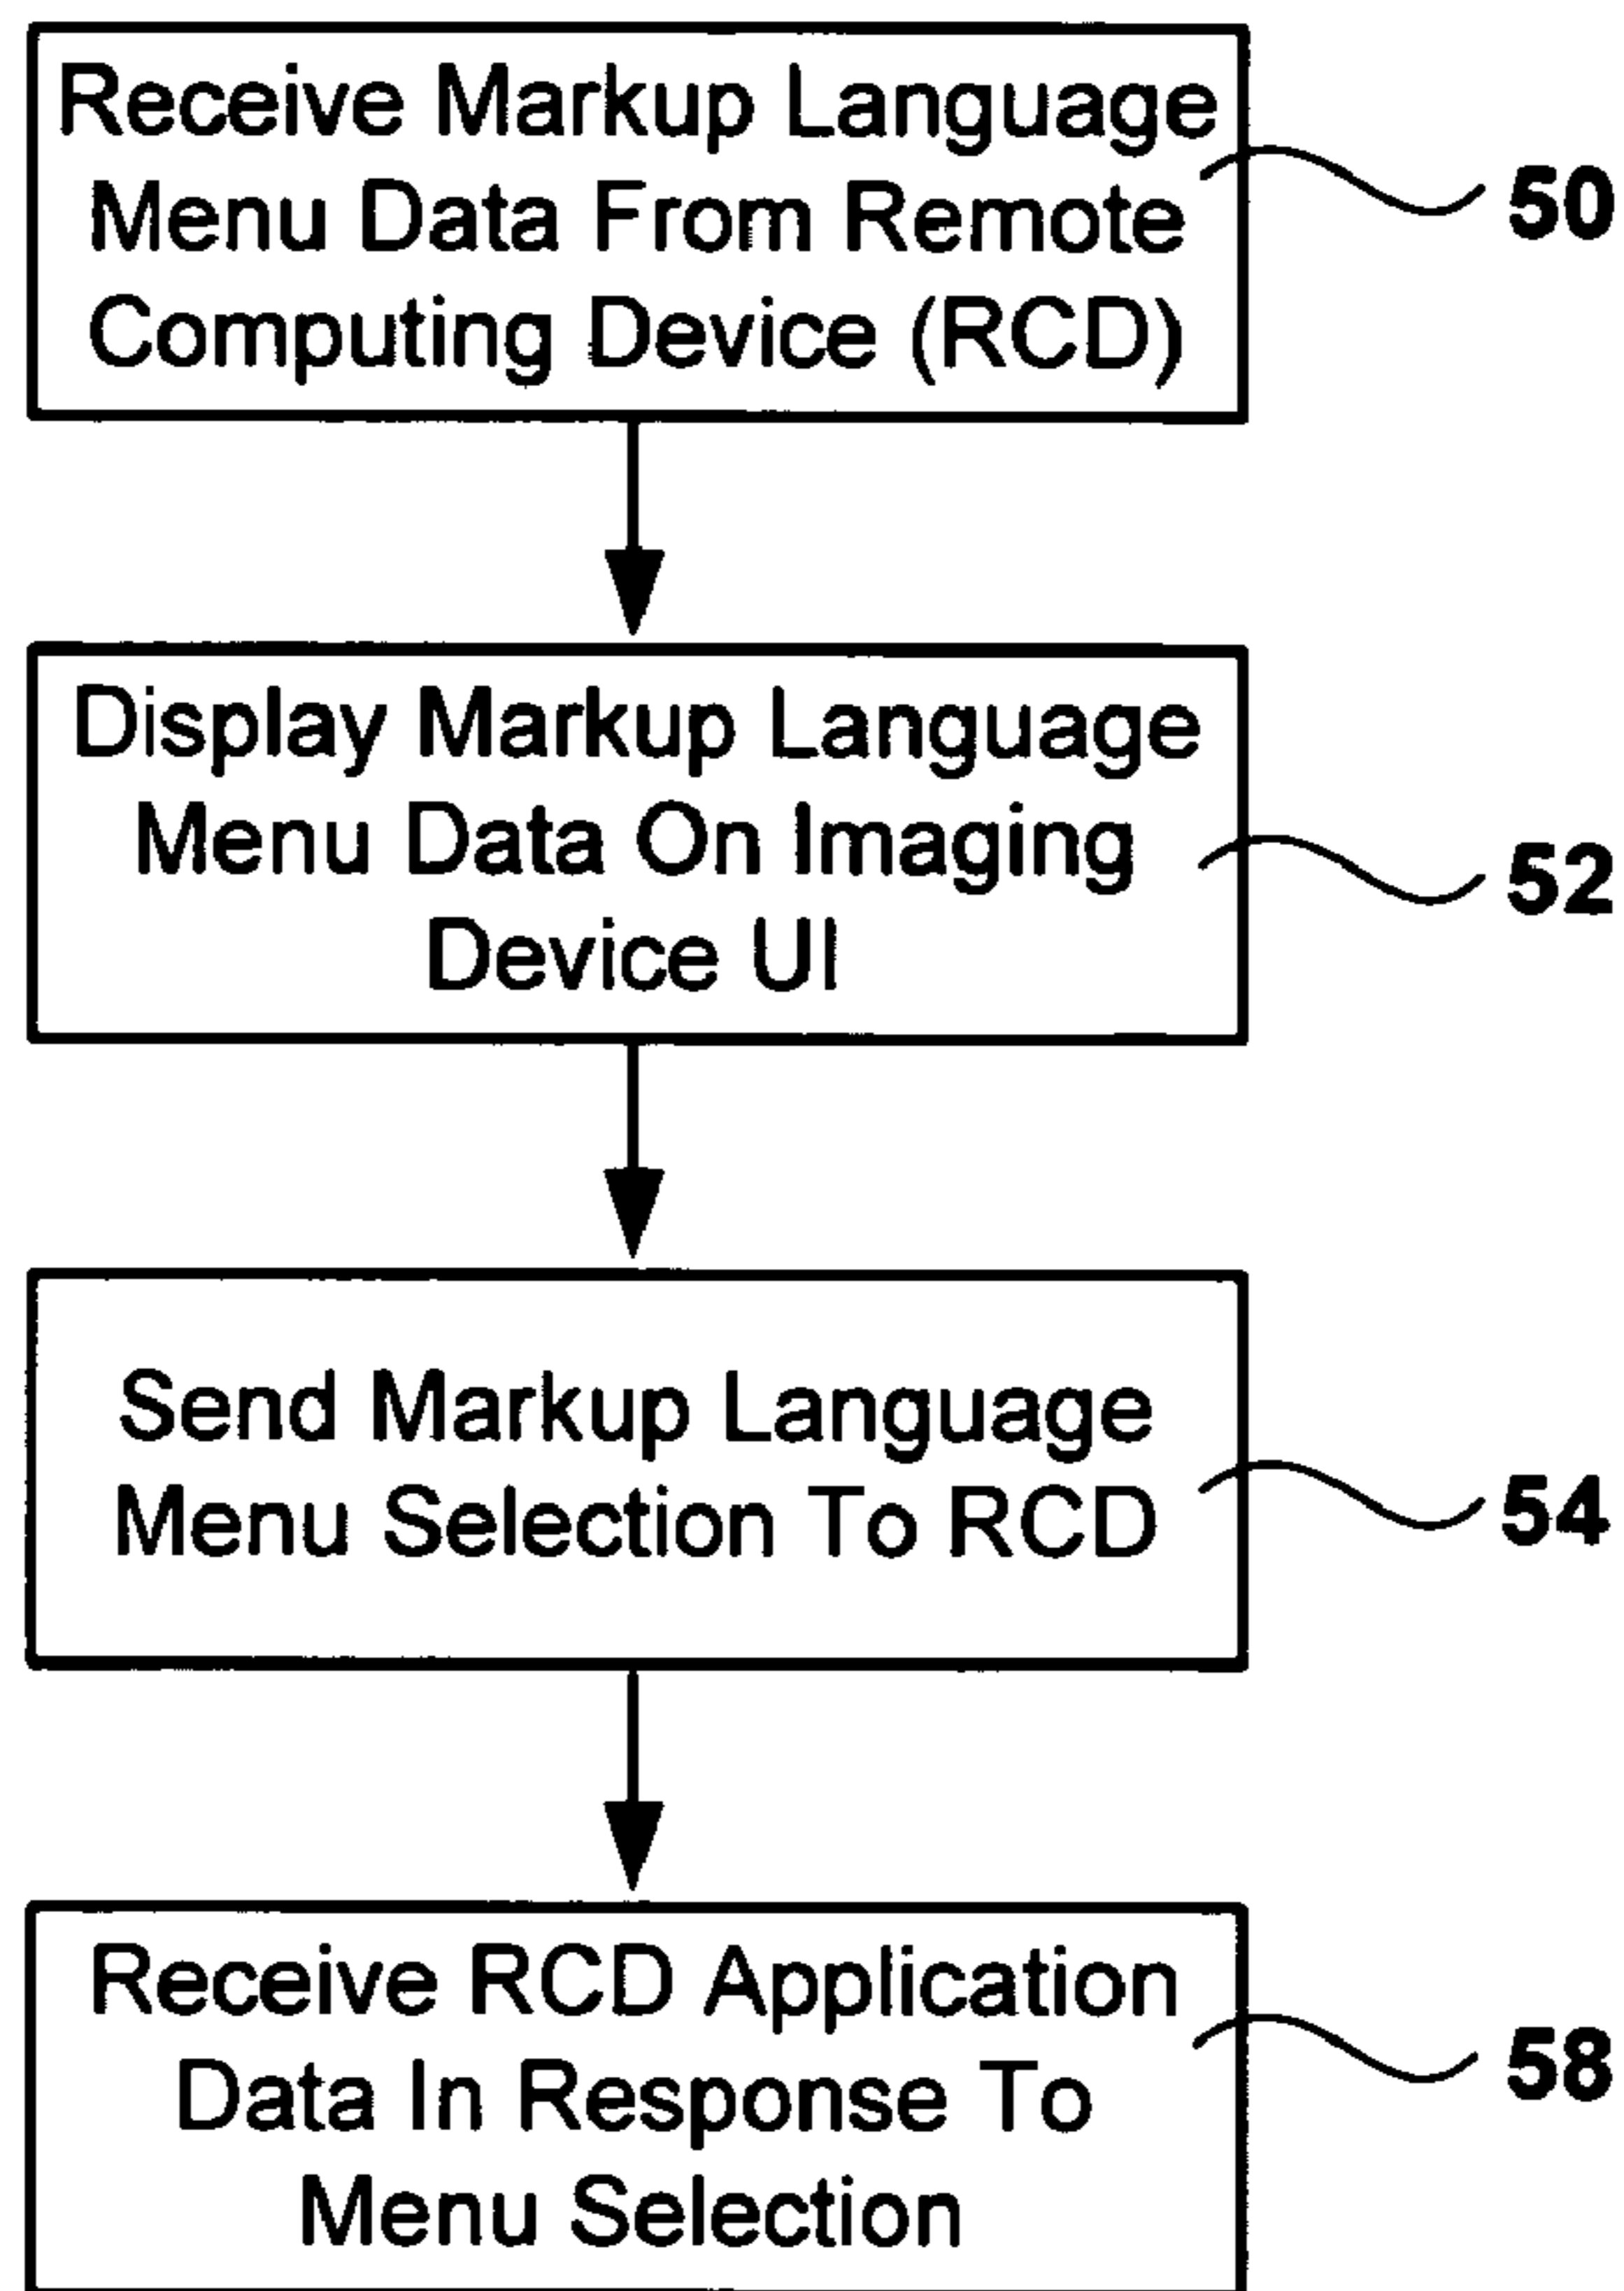 Receive Markup Language
Menu Data From Remote
Computing Device (RCD)
50
Display Markup Language
Menu Data On Imaging
Device UI
52
Send Markup Language
Menu Selection To RCD
54
Receive RCD Application
Data In Response To
Menu Selection
58